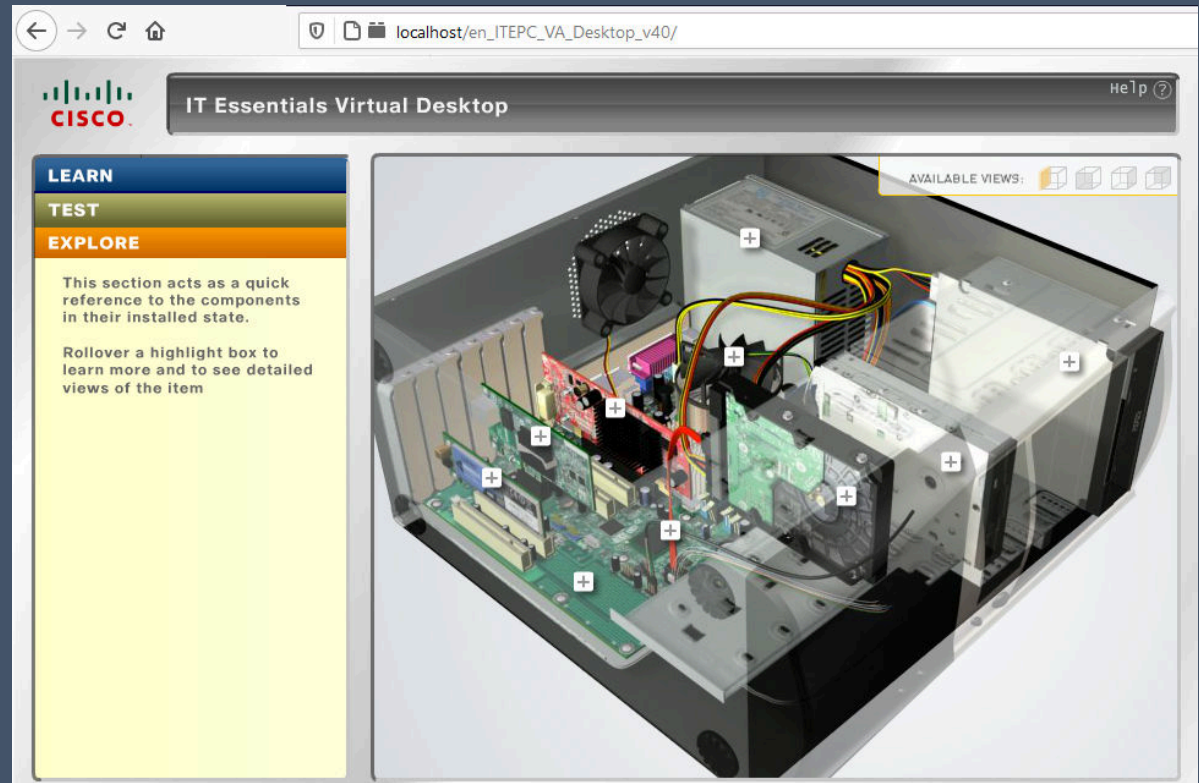 localhost/en_ITEPC_VA_Desktop_v40/
CISCO
IT Essentials Virtual Desktop
Help ?
LEARN
TEST
EXPLORE
This section acts as a quick
reference to the components
in their installed state.
Rollover a highlight box to
learn more and to see detailed
views of the item
AVAILABLE VIEWS: